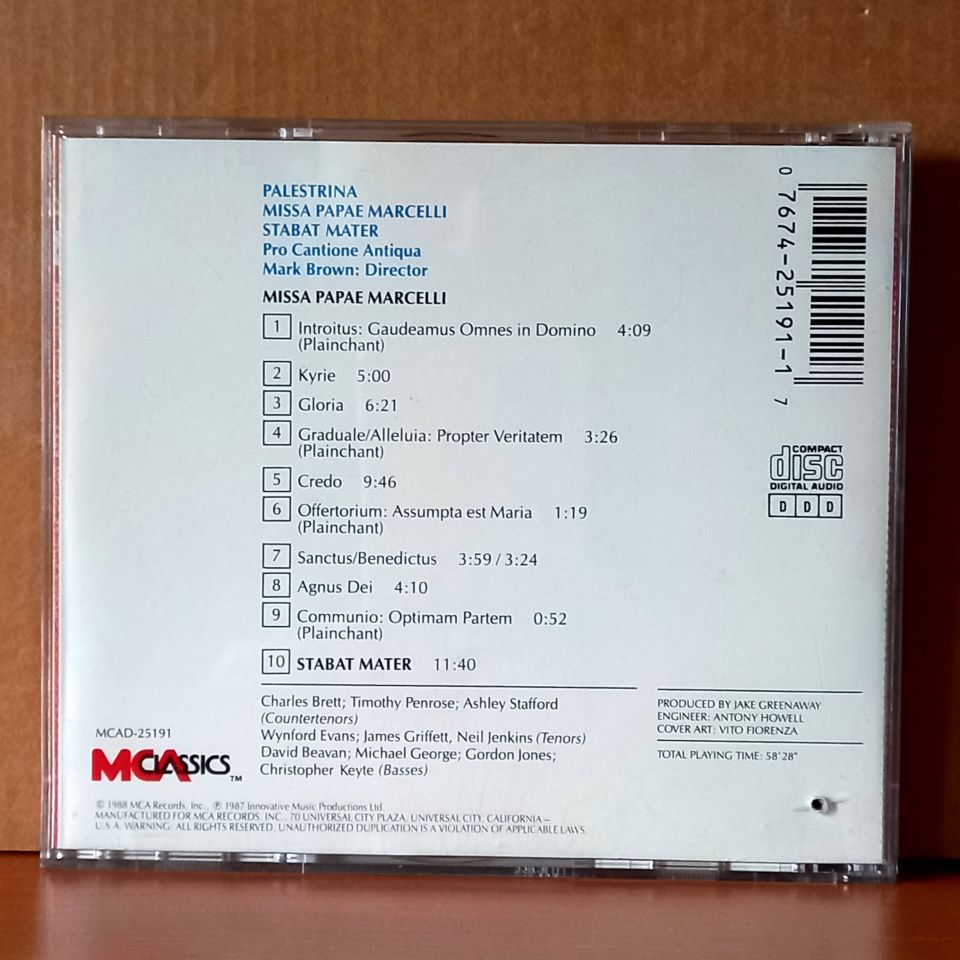 PALESTRINA
MISSA PAPAE MARCELLI
STABAT MATER
Pro Cantione Antiqua
Mark Brown: Director
MISSA PAPAE MARCELLI
1 Introitus: Gaudeamus Omnes in Domino 4:09
(Plainchant)
2 Kyrie 5:00
3 Gloria 6:21
4 Graduale/Alleluia: Propter Veritatem 3:26
(Plainchant)
5 Credo 9:46
6 Offertorium: Assumpta est Maria 1:19
(Plainchant)
7 Sanctus/Benedictus 3:59 / 3:24
8 Agnus Dei 4:10
9 Communio: Optimam Partem 0:52
(Plainchant)
10 STABAT MATER 11:40
Charles Brett; Timothy Penrose; Ashley Stafford
(Countertenors)
Wynford Evans; James Griffett, Neil Jenkins (Tenors)
David Beavan; Michael George; Gordon Jones;
Christopher Keyte (Basses)
0 7674-25191-1 7
COMPACT
disc
DIGITAL AUDIO
D D D
PRODUCED BY JAKE GREENAWAY
ENGINEER: ANTONY HOWELL
COVER ART: VITO FIORENZA
TOTAL PLAYING TIME: 58'28"
MCAD-25191
MCA CLASSICS TM
© 1988 MCA Records, Inc., ℗ 1987 Innovative Music Productions Ltd.
MANUFACTURED FOR MCA RECORDS, INC., 70 UNIVERSAL CITY PLAZA, UNIVERSAL CITY, CALIFORNIA –
U.S.A. WARNING: ALL RIGHTS RESERVED. UNAUTHORIZED DUPLICATION IS A VIOLATION OF APPLICABLE LAWS.